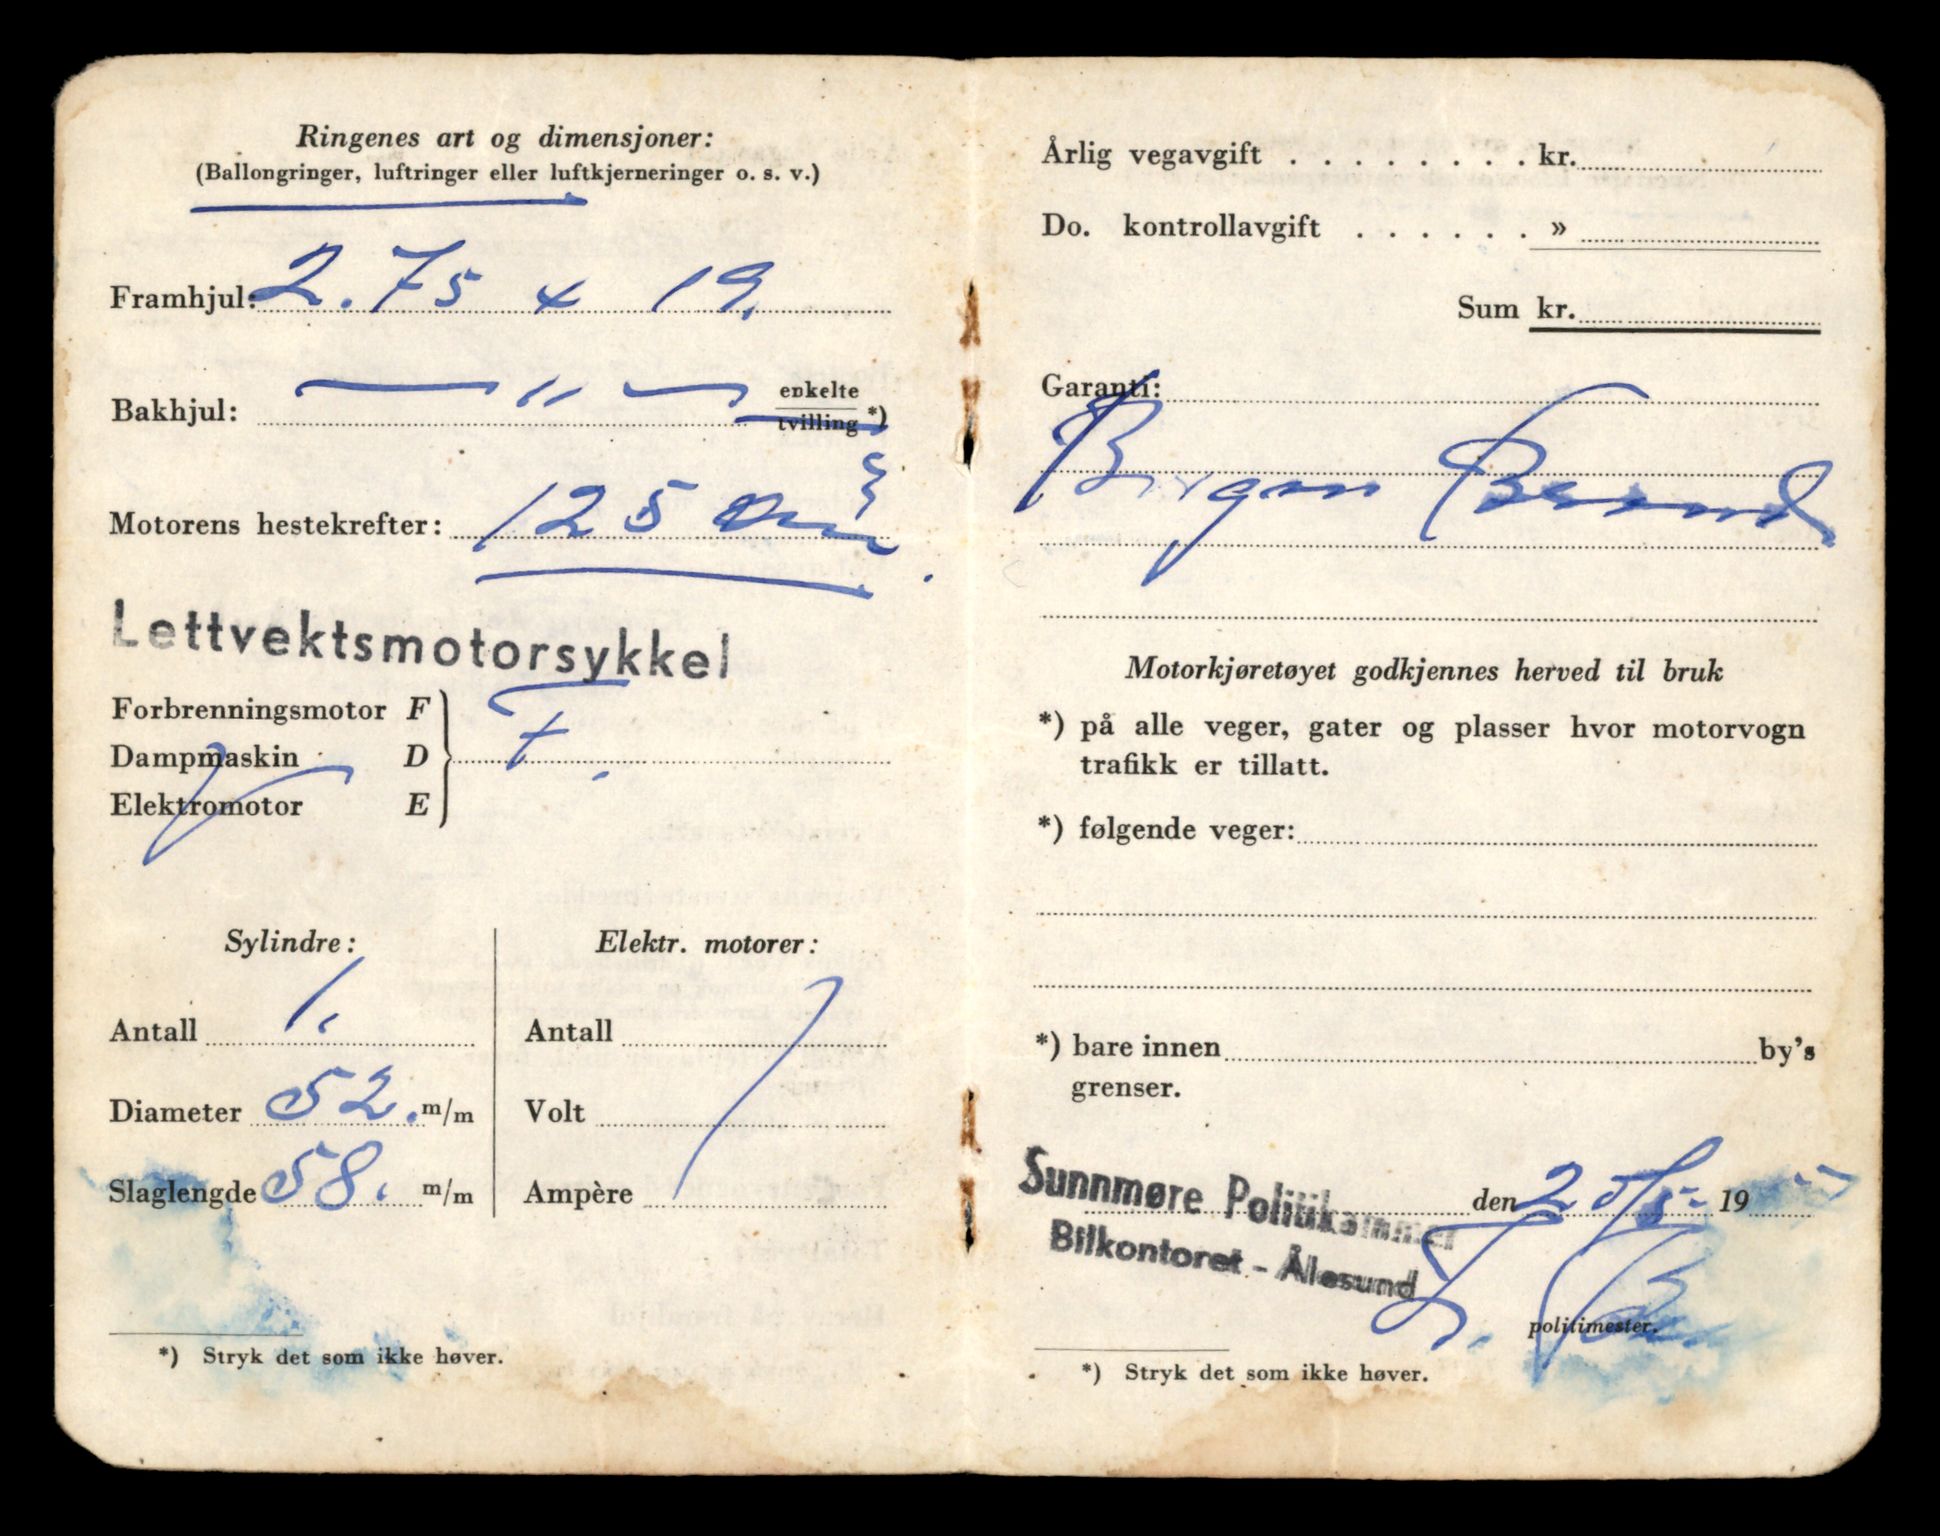 Ringenes art og dimensjoner:
(Ballongringer, luftringer eller luftkjerneringer o. s. v.)
Framhjul: 2.75 x 19.
Bakhjul: — „ — enkelte
tvilling *)
Motorens hestekrefter: 125 cm3
Lettvektsmotorsykkel
Forbrenningsmotor F
Dampmaskin D
Elektromotor E
F.
Sylindre:
Antall 1.
Diameter 52. m/m
Slaglengde 58. m/m
Elektr. motorer:
Antall
Volt
Ampère
*) Stryk det som ikke høver.
Årlig vegavgift . . . . . . . . . kr.
Do. kontrollavgift . . . . . . . »
Sum kr.
Garanti:
Motorkjøretøyet godkjennes herved til bruk
*) på alle veger, gater og plasser hvor motorvogn
trafikk er tillatt.
*) følgende veger:
*) bare innen by's
grenser.
Sunnmøre Politikammer
Bilkontoret - Ålesund
den 2 5/5- 19
politimester.
*) Stryk det som ikke høver.